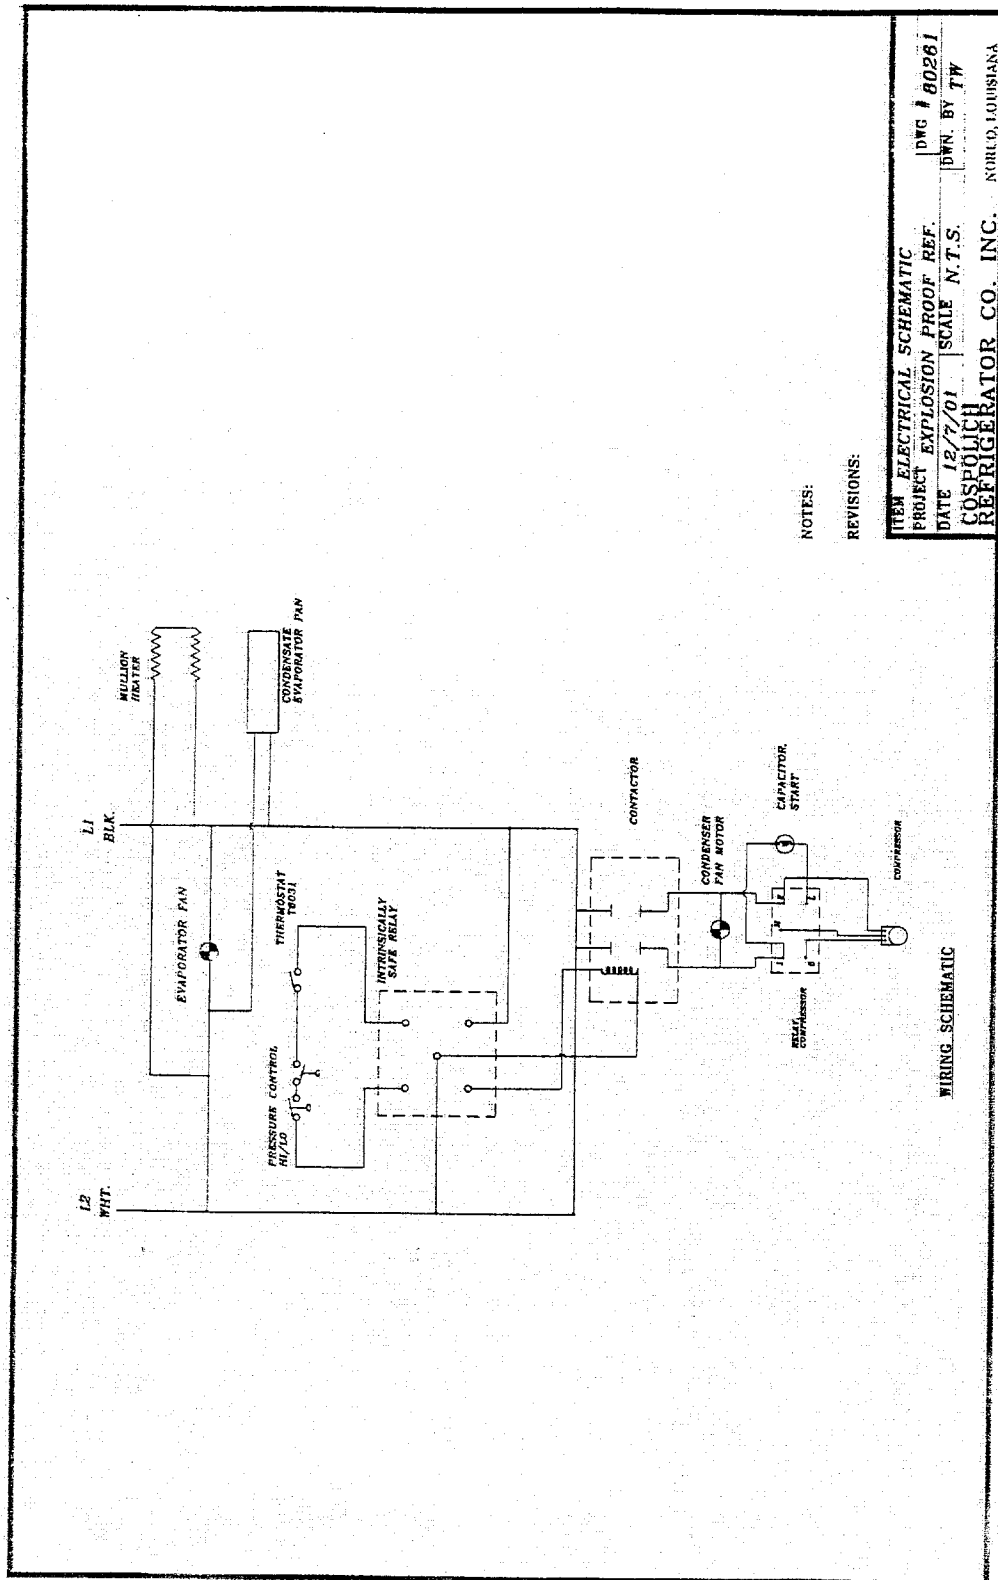 L1
BLK.
L2
WHT.
MULLION
HEATER
EVAPORATOR FAN
CONDENSATE
EVAPORATOR PAN
THERMOSTAT
T8031
PRESSURE CONTROL
HI/LO
INTRINSICALLY
SAFE RELAY
CONTACTOR
CONDENSER
FAN MOTOR
CAPACITOR,
START
RELAY,
COMPRESSOR
COMPRESSOR
WIRING SCHEMATIC
NOTES:
REVISIONS:
ITEM ELECTRICAL SCHEMATIC
PROJECT EXPLOSION PROOF REF. DWG # 80261
DATE 12/7/01 SCALE N.T.S. DWN. BY TW
COSPOLICH
REFRIGERATOR CO. INC. NORCO, LOUISIANA